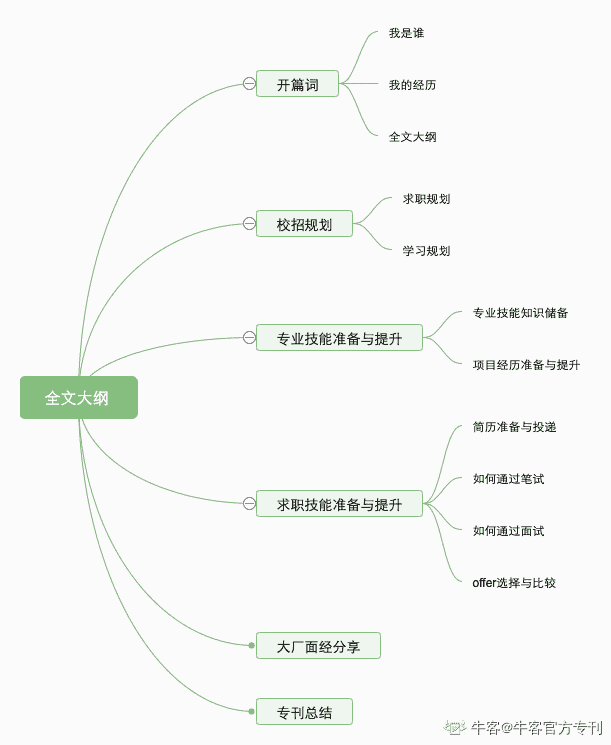 我是谁
开篇词
我的经历
全文大纲
求职规划
校招规划
学习规划
专业技能知识储备
专业技能准备与提升
项目经历准备与提升
全文大纲
简历准备与投递
如何通过笔试
求职技能准备与提升
如何通过面试
offer选择与比较
大厂面经分享
专刊总结
牛客@牛客官方专刊